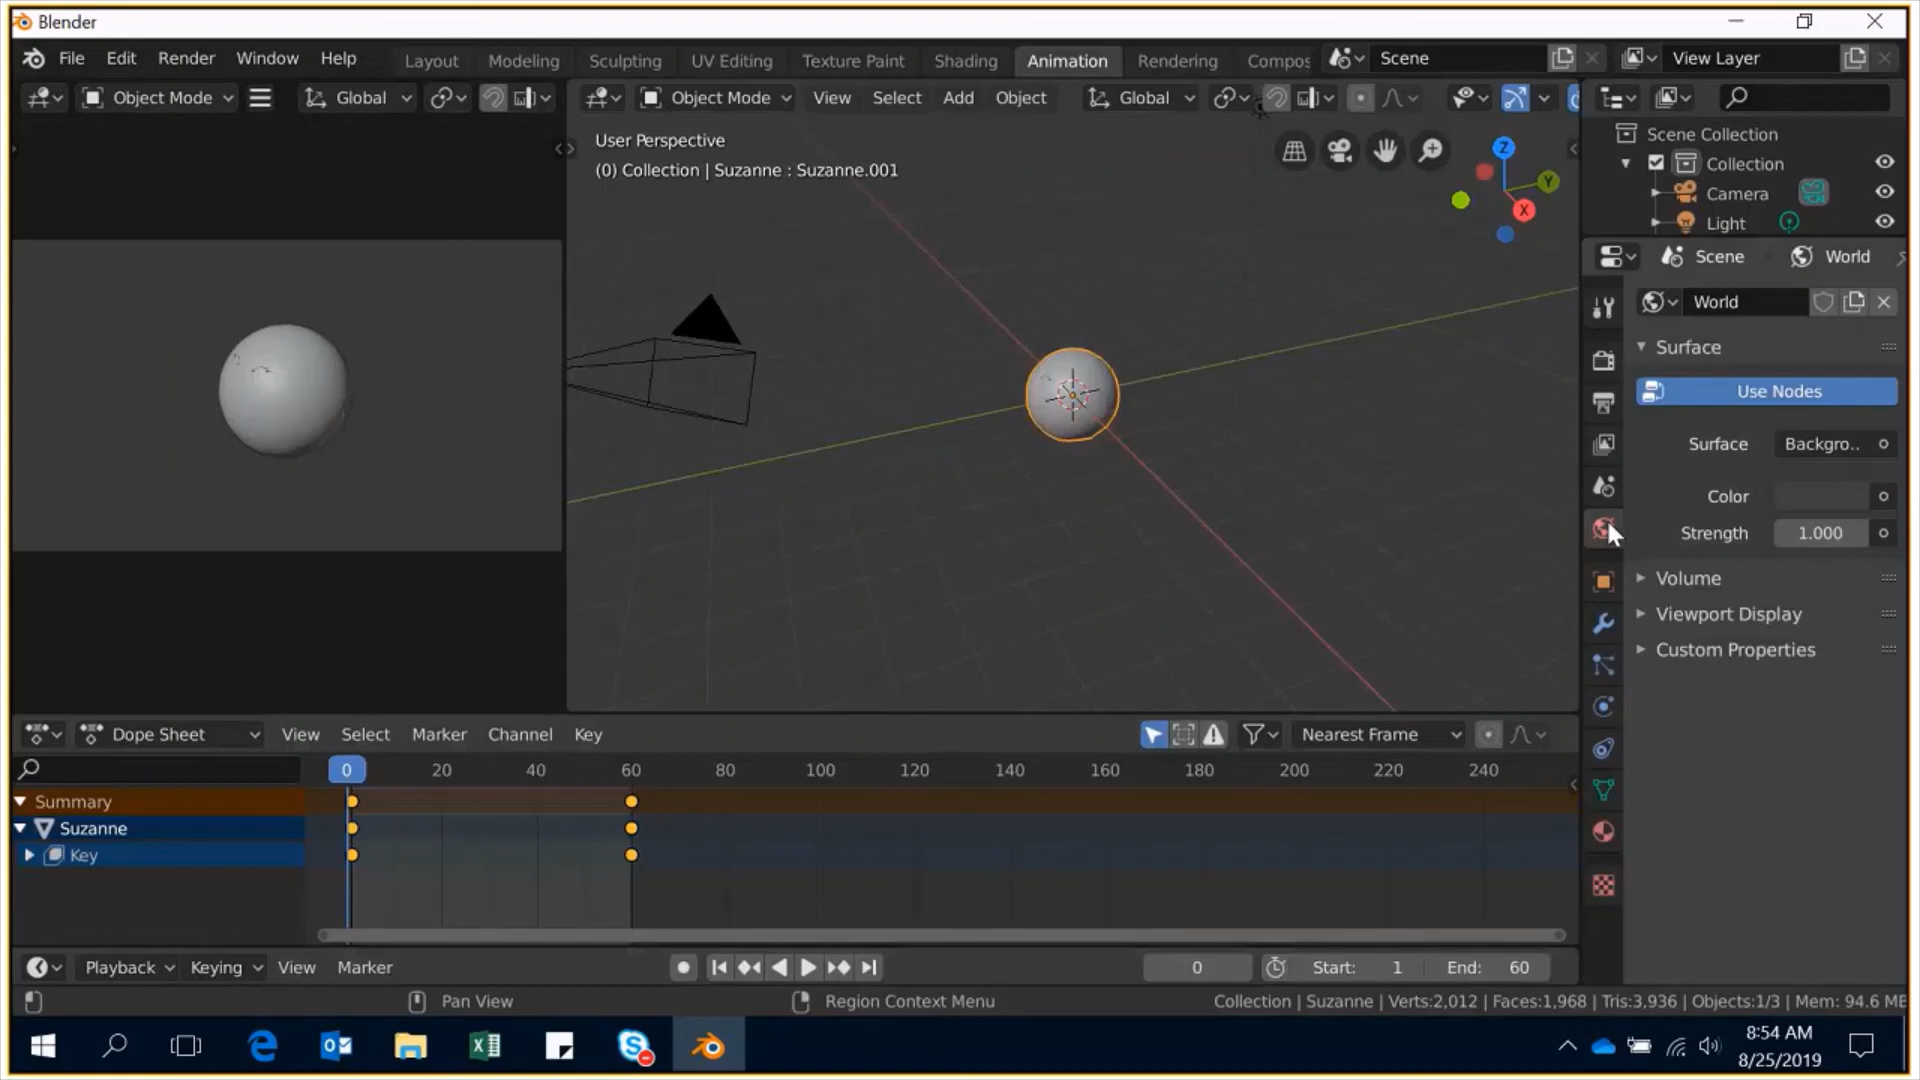 Blender
File Edit Render Window Help Layout Modeling Sculpting UV Editing Texture Paint Shading Animation Rendering Compos Scene View Layer
Object Mode Global Object Mode View Select Add Object Global
User Perspective
(0) Collection | Suzanne : Suzanne.001
Z
Y
X
Scene Collection
Collection
Camera
Light
Scene World
World
Surface
Use Nodes
Surface Backgro..
Color
Strength 1.000
Volume
Viewport Display
Custom Properties
Dope Sheet View Select Marker Channel Key Nearest Frame
0 20 40 60 80 100 120 140 160 180 200 220 240
Summary
Suzanne
Key
Playback Keying View Marker 0 Start: 1 End: 60
Pan View Region Context Menu Collection | Suzanne | Verts:2,012 | Faces:1,968 | Tris:3,936 | Objects:1/3 | Mem: 94.6 ME
8:54 AM
8/25/2019